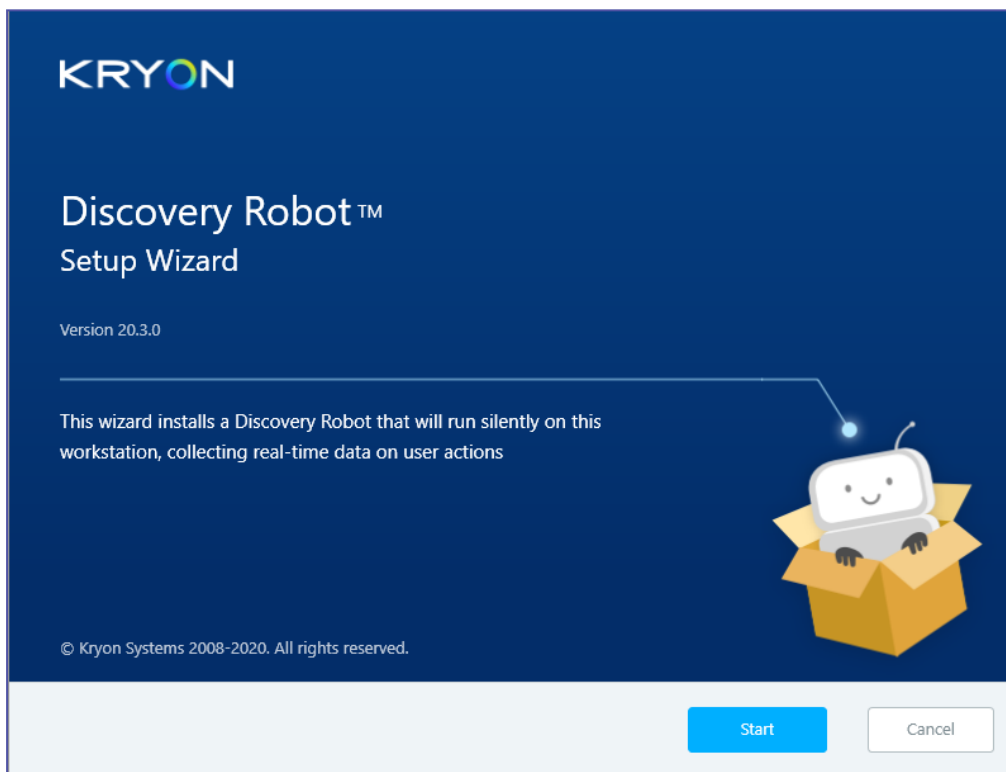 KRYON
Discovery Robot™
Setup Wizard
Version 20.3.0
This wizard installs a Discovery Robot that will run silently on this
workstation, collecting real-time data on user actions
© Kryon Systems 2008-2020. All rights reserved.
Start
Cancel